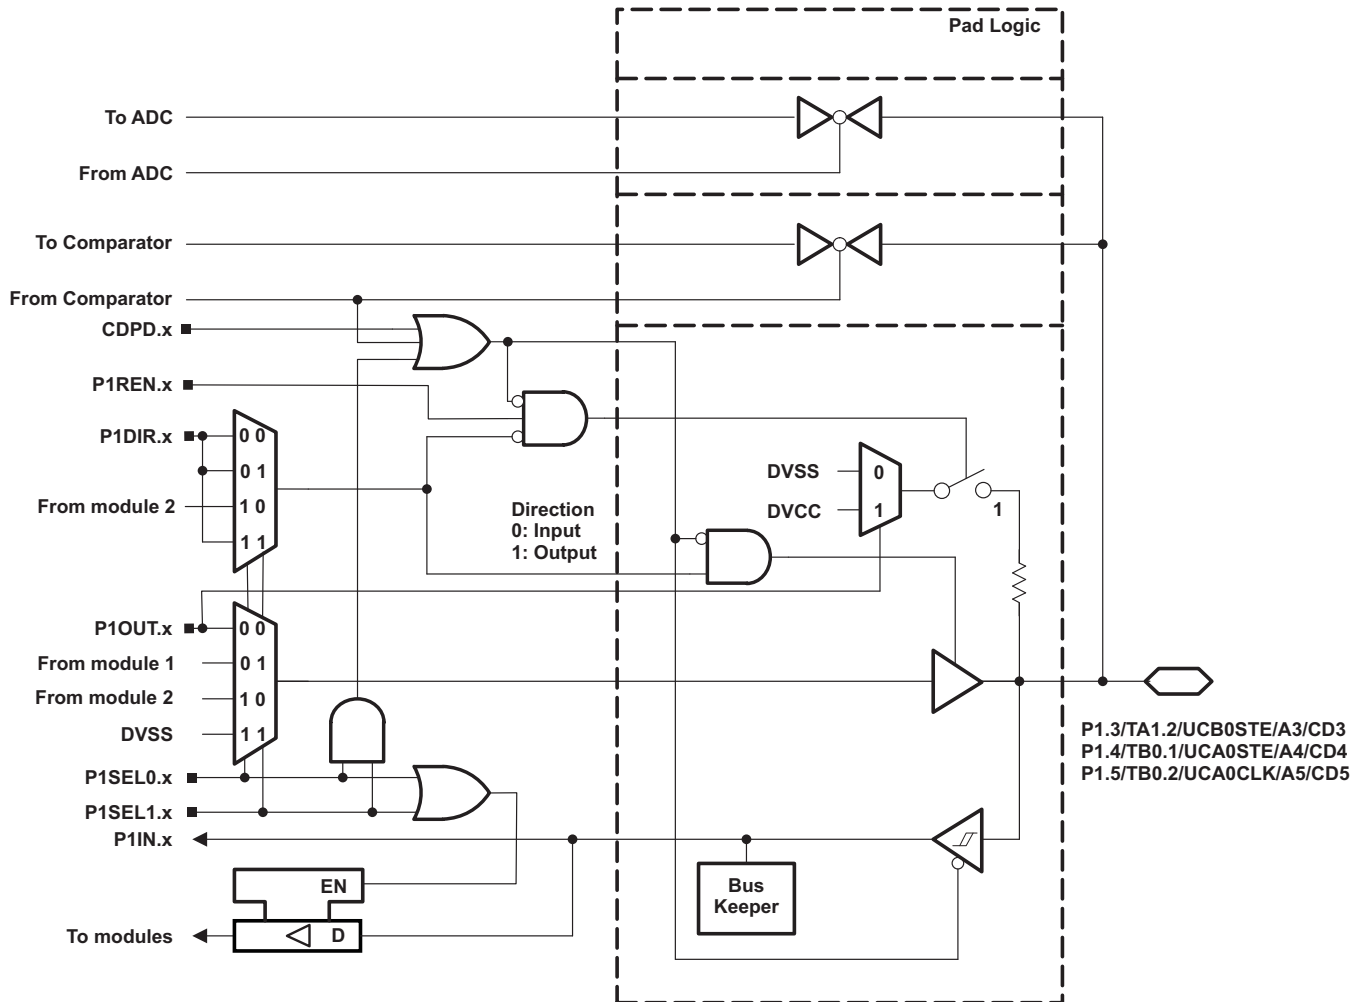 Pad Logic
To ADC
From ADC
To Comparator
From Comparator
CDPD.x
P1REN.x
P1DIR.x
0 0
0 1
From module 2
1 0
1 1
Direction
0: Input
1: Output
DVSS
0
DVCC
1
1
P1OUT.x
0 0
From module 1
0 1
From module 2
1 0
DVSS
1 1
P1SEL0.x
P1SEL1.x
P1IN.x
P1.3/TA1.2/UCB0STE/A3/CD3
P1.4/TB0.1/UCA0STE/A4/CD4
P1.5/TB0.2/UCA0CLK/A5/CD5
Bus
Keeper
EN
To modules
D